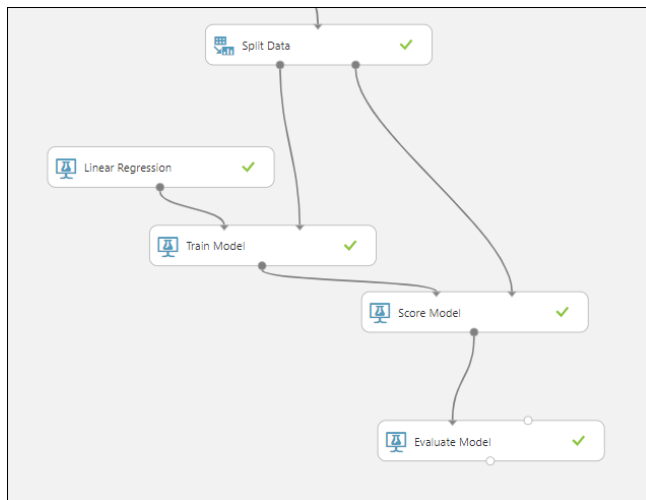 Split Data
Linear Regression
Train Model
Score Model
Evaluate Model